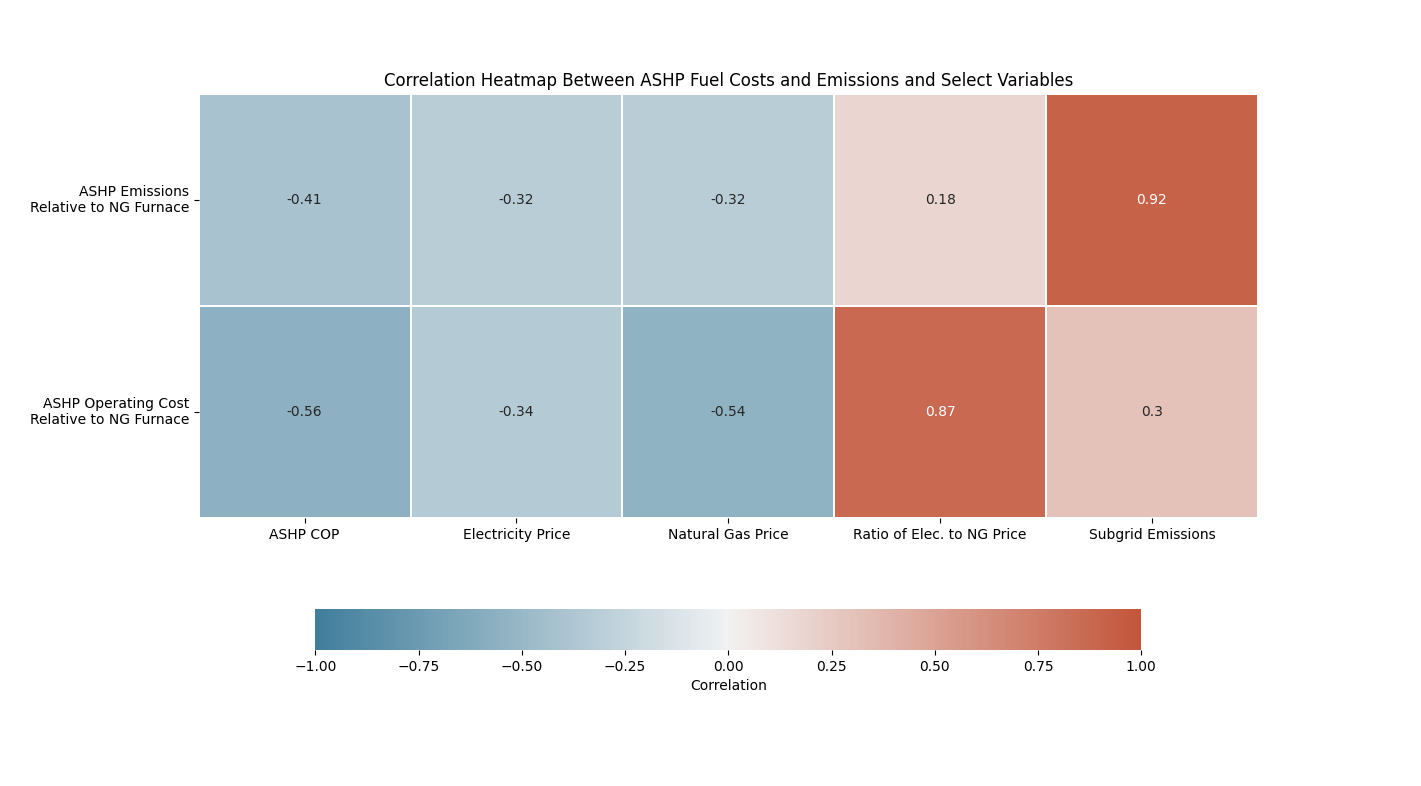 Correlation Heatmap Between ASHP Fuel Costs and Emissions and Select Variables
ASHP Emissions
Relative to NG Furnace
-0.41
-0.32
-0.32
0.18
0.92
ASHP Operating Cost
Relative to NG Furnace
-0.56
-0.34
-0.54
0.87
0.3
ASHP COP
Electricity Price
Natural Gas Price
Ratio of Elec. to NG Price
Subgrid Emissions
−1.00
−0.75
−0.50
−0.25
0.00
0.25
0.50
0.75
1.00
Correlation